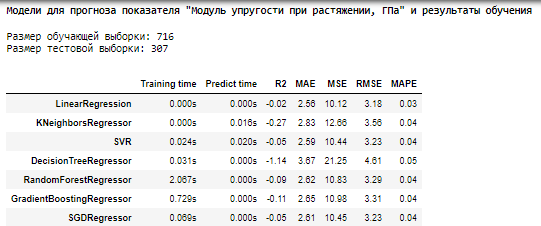 Модели для прогноза показателя "Модуль упругости при растяжении, ГПа" и результаты обучения
Размер обучающей выборки: 716
Размер тестовой выборки: 307
Training time Predict time R2 MAE MSE RMSE MAPE
LinearRegression 0.000s 0.000s -0.02 2.56 10.12 3.18 0.03
KNeighborsRegressor 0.000s 0.016s -0.27 2.83 12.66 3.56 0.04
SVR 0.024s 0.020s -0.05 2.59 10.44 3.23 0.04
DecisionTreeRegressor 0.031s 0.000s -1.14 3.67 21.25 4.61 0.05
RandomForestRegressor 2.067s 0.000s -0.09 2.62 10.83 3.29 0.04
GradientBoostingRegressor 0.729s 0.000s -0.11 2.65 10.98 3.31 0.04
SGDRegressor 0.069s 0.000s -0.05 2.61 10.45 3.23 0.04